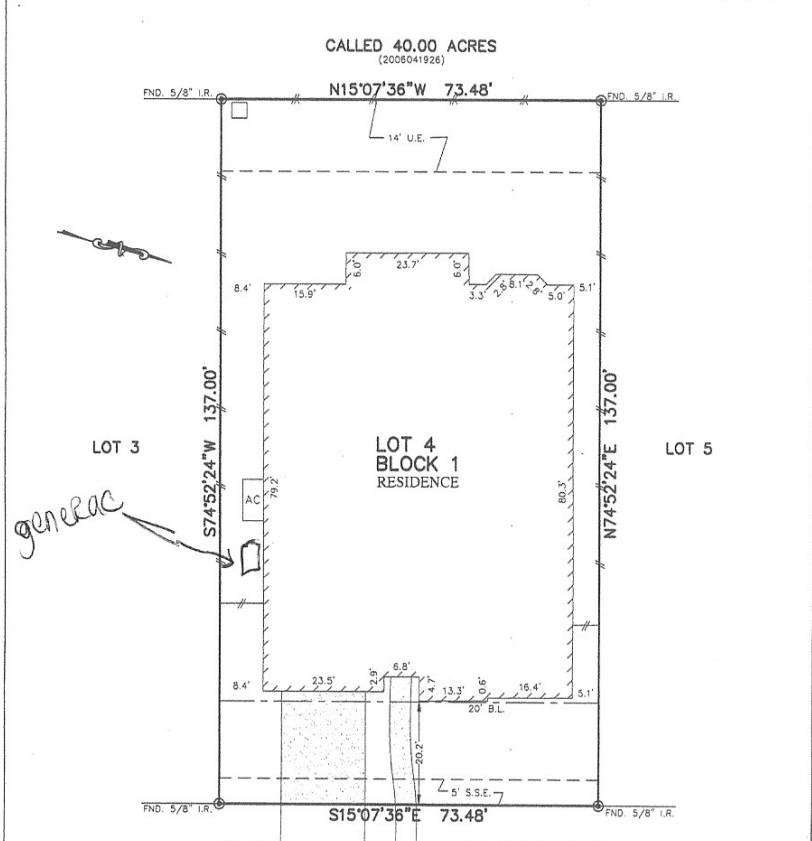 CALLED 40.00 ACRES
(2006041926)
FND. 5/8" I.R.
N15°07'36"W 73.48'
FND. 5/8" I.R.
14' U.E.
6.0'
23.7'
6.0'
8.4'
15.9'
3.3'
2.8'
8.1'
2.8'
5.0'
5.1'
S74°52'24"W 137.00'
N74°52'24"E 137.00'
LOT 3
LOT 4
BLOCK 1
RESIDENCE
LOT 5
AC
79.2'
80.3'
generac
8.4'
23.5'
2.9'
6.8'
4.7'
13.3'
0.6'
16.4'
5.1'
20' B.L.
20.2'
5' S.S.E.
FND. 5/8" I.R.
S15°07'36"E 73.48'
FND. 5/8" I.R.